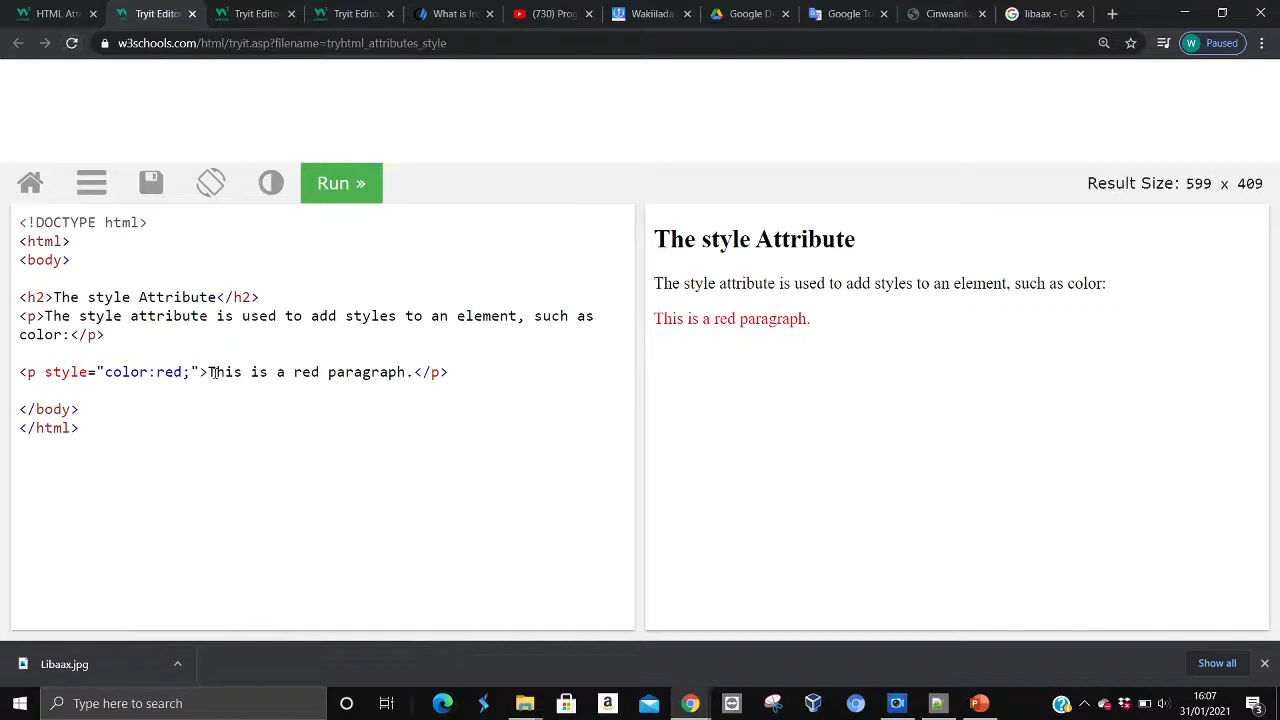 HTML Att
Tryit Edito
Tryit Edito
Tryit Edito
What is In
(730) Pro
Wakiilada
Google D
Google Tr
Cinwaank
libaax - G
w3schools.com/html/tryit.asp?filename=tryhtml_attributes_style
W Paused
Run »
Result Size: 599 x 409
<!DOCTYPE html>
<html>
<body>
<h2>The style Attribute</h2>
<p>The style attribute is used to add styles to an element, such as
color:</p>
<p style="color:red;">This is a red paragraph.</p>
</body>
</html>
The style Attribute
The style attribute is used to add styles to an element, such as color:
This is a red paragraph.
Libaax.jpg
Show all
Type here to search
16:07
31/01/2021
3